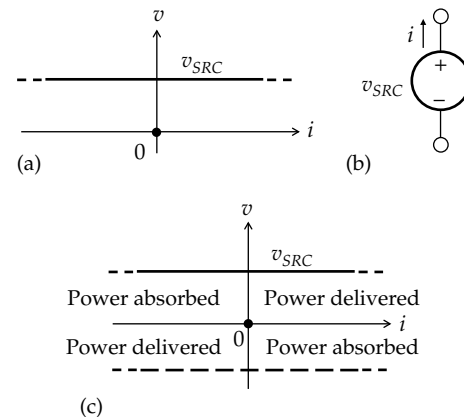 v
v_SRC
i
0
(a)
i
+
v_SRC
−
(b)
v
v_SRC
Power absorbed Power delivered
0 i
Power delivered Power absorbed
(c)